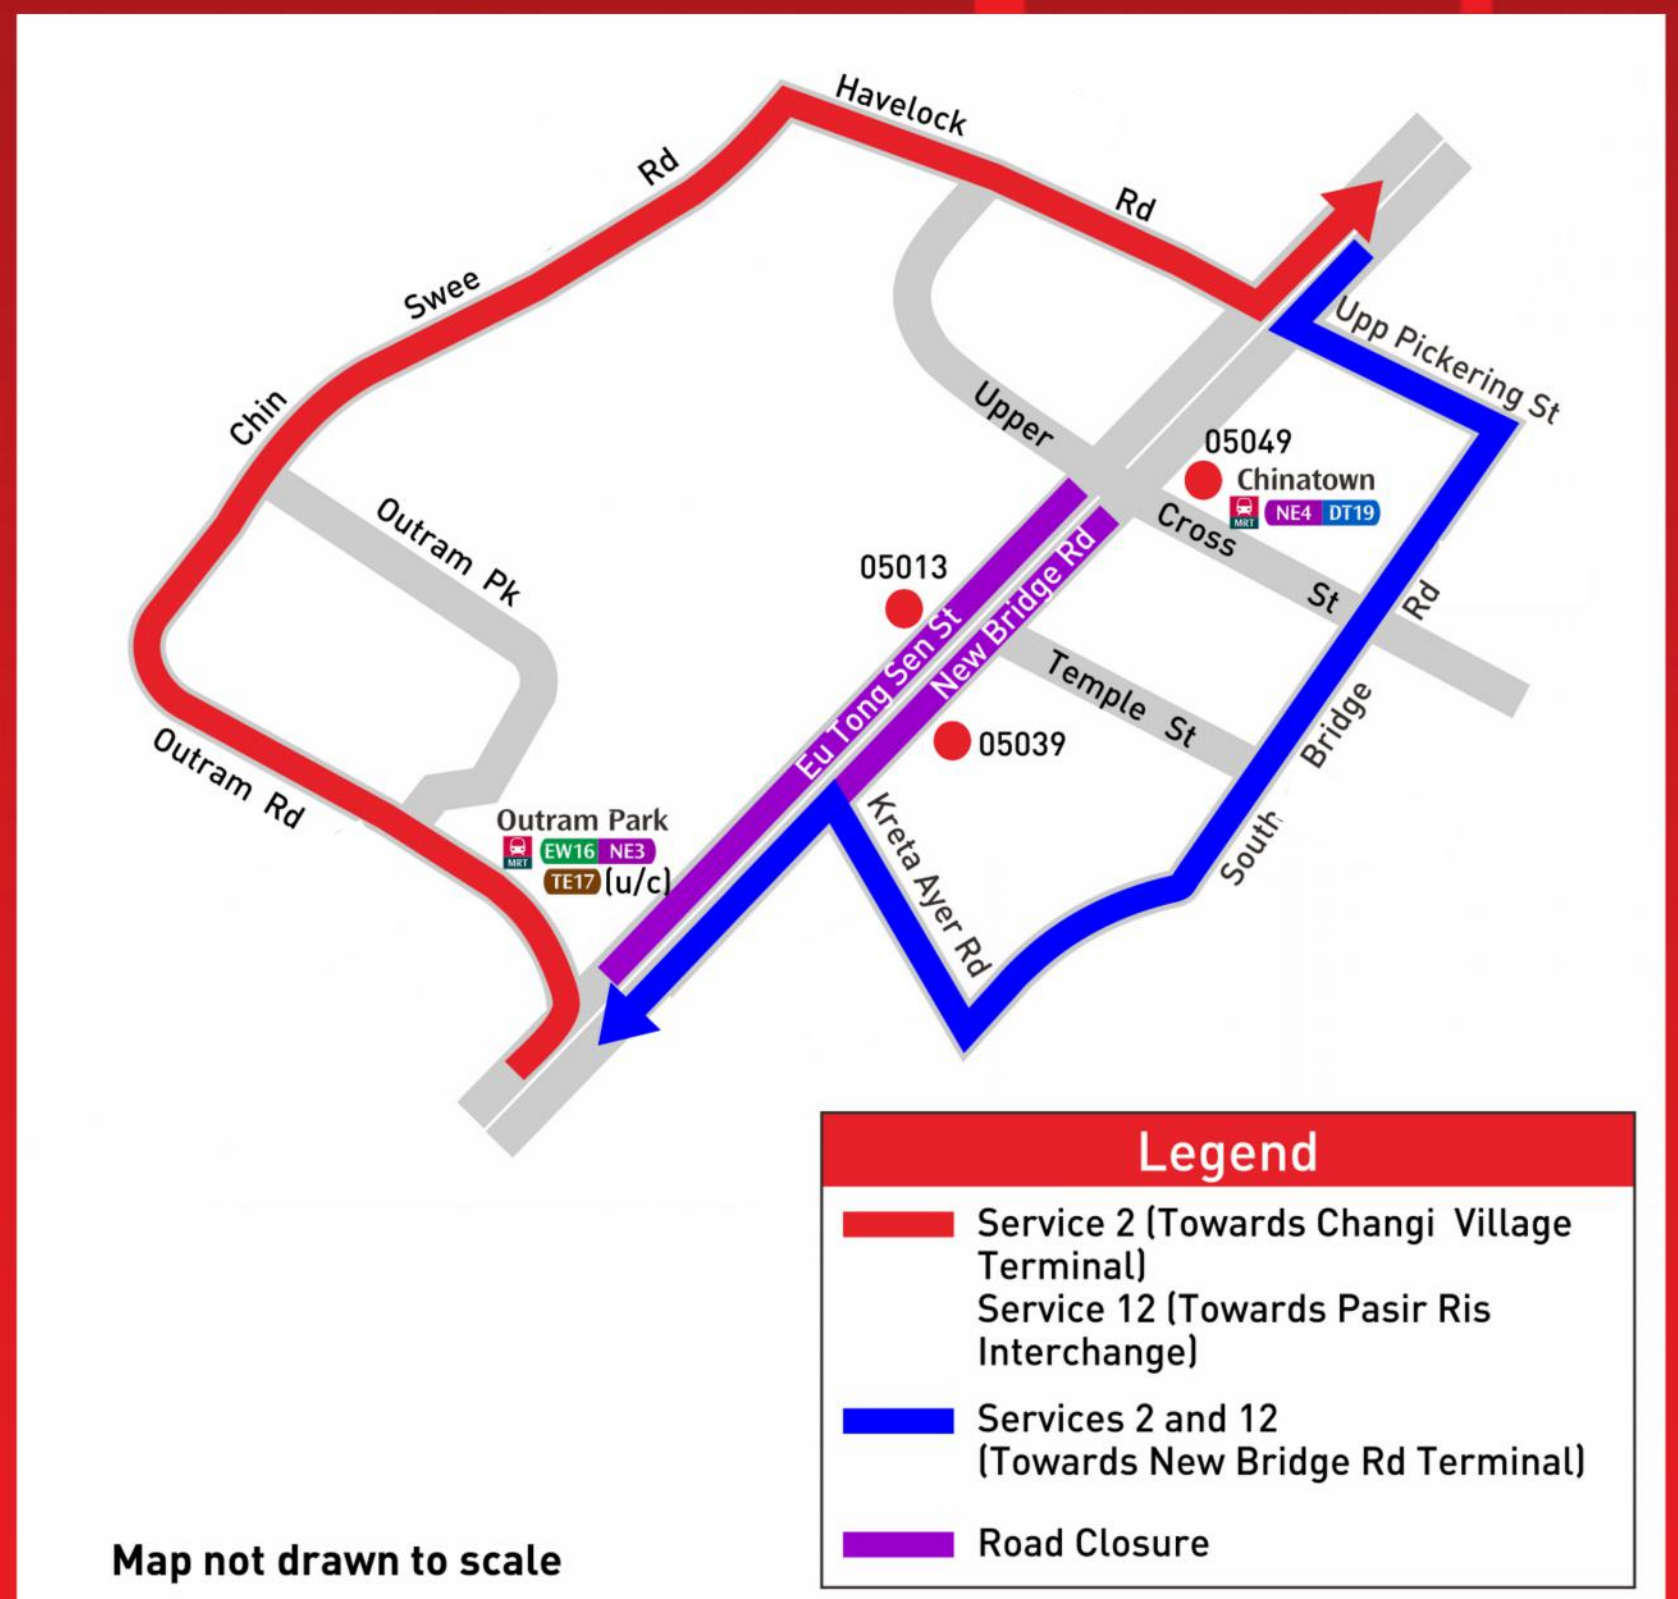 Havelock
Rd
Rd
Swee
Chin
Upp Pickering St
Upper
05049
Chinatown
MRT NE4 DT19
Cross
St
Outram Pk
05013
Eu Tong Sen St
New Bridge Rd
Rd
Bridge
South
Temple St
05039
Outram Rd
Outram Park
MRT EW16 NE3
TE17 (u/c)
Kreta Ayer Rd
Legend
Service 2 (Towards Changi Village
Terminal)
Service 12 (Towards Pasir Ris
Interchange)
Services 2 and 12
(Towards New Bridge Rd Terminal)
Road Closure
Map not drawn to scale